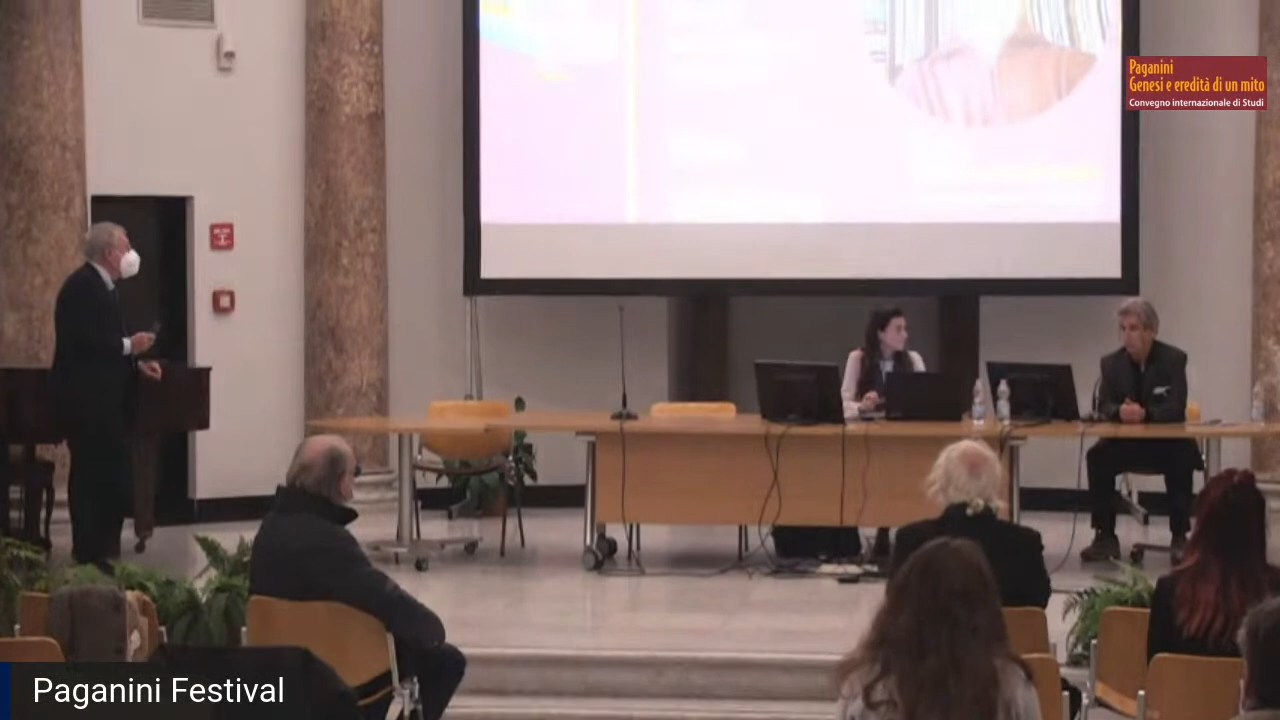 Paganini
Genesi e eredità di un mito
Convegno internazionale di Studi
Paganini Festival